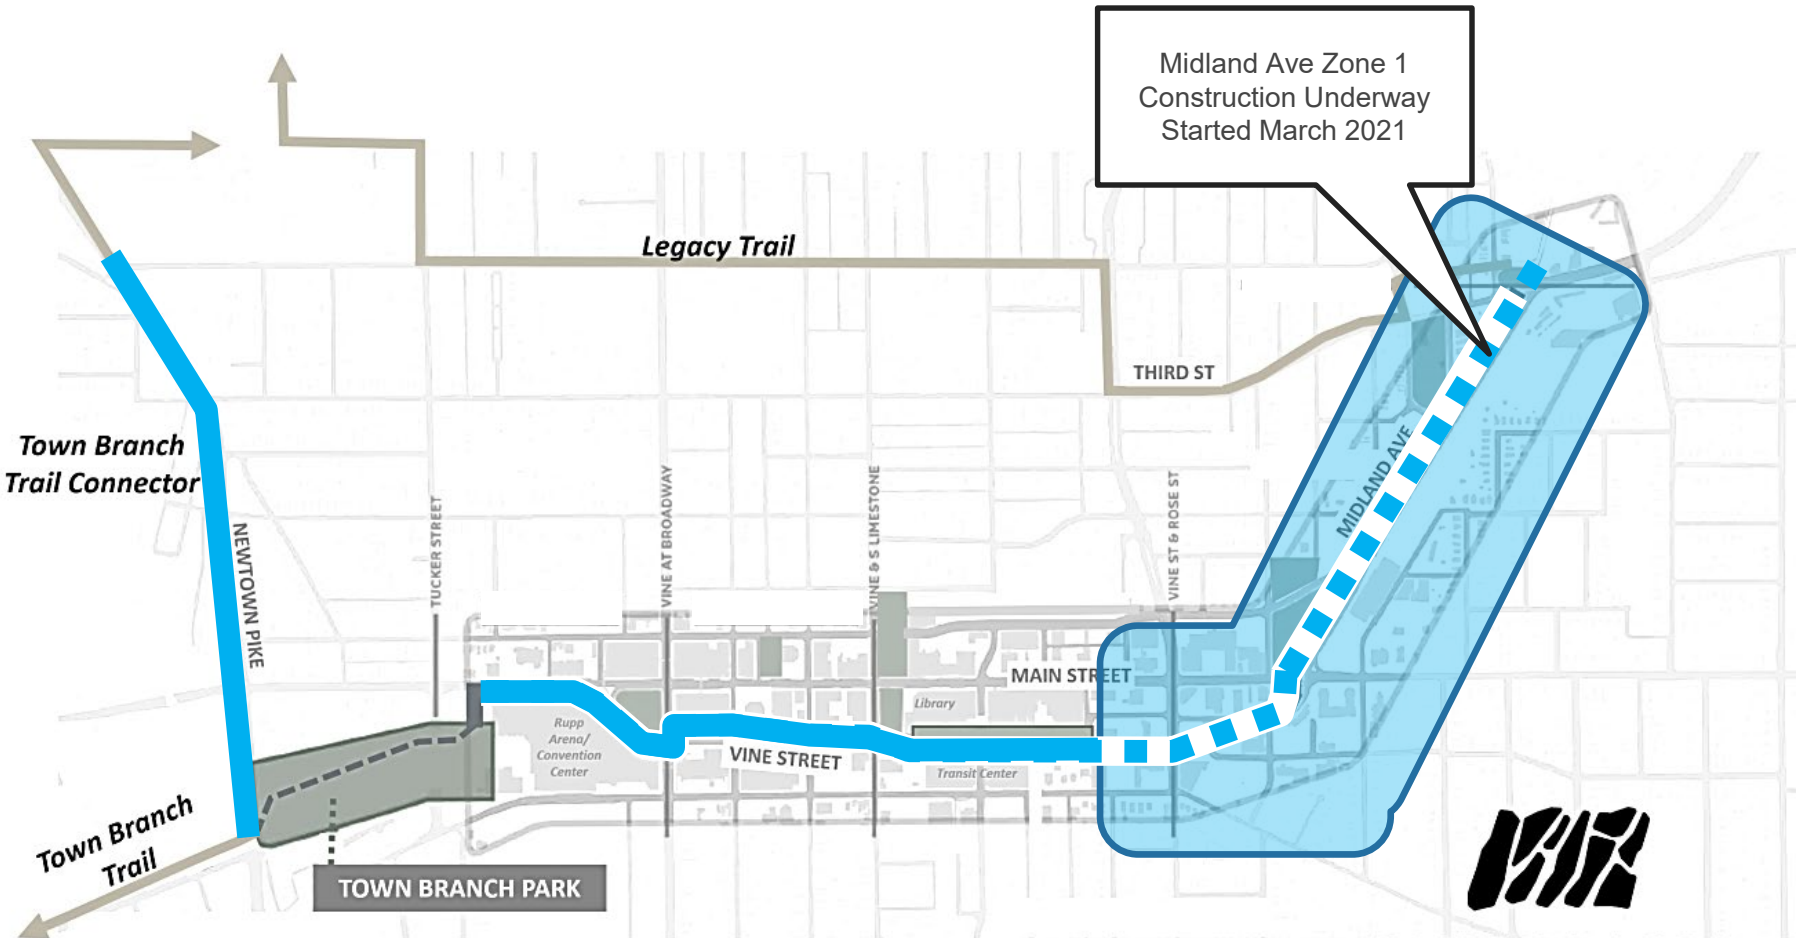 Midland Ave Zone 1
Construction Underway
Started March 2021
Legacy Trail
THIRD ST
Town Branch
Trail Connector
NEWTOWN PIKE
TUCKER STREET
VINE AT BROADWAY
VINE & S LIMESTONE
VINE ST & ROSE ST
MIDLAND AVE
MAIN STREET
Library
Rupp
Arena/
Convention
Center
VINE STREET
Transit Center
Town Branch
Trail
TOWN BRANCH PARK